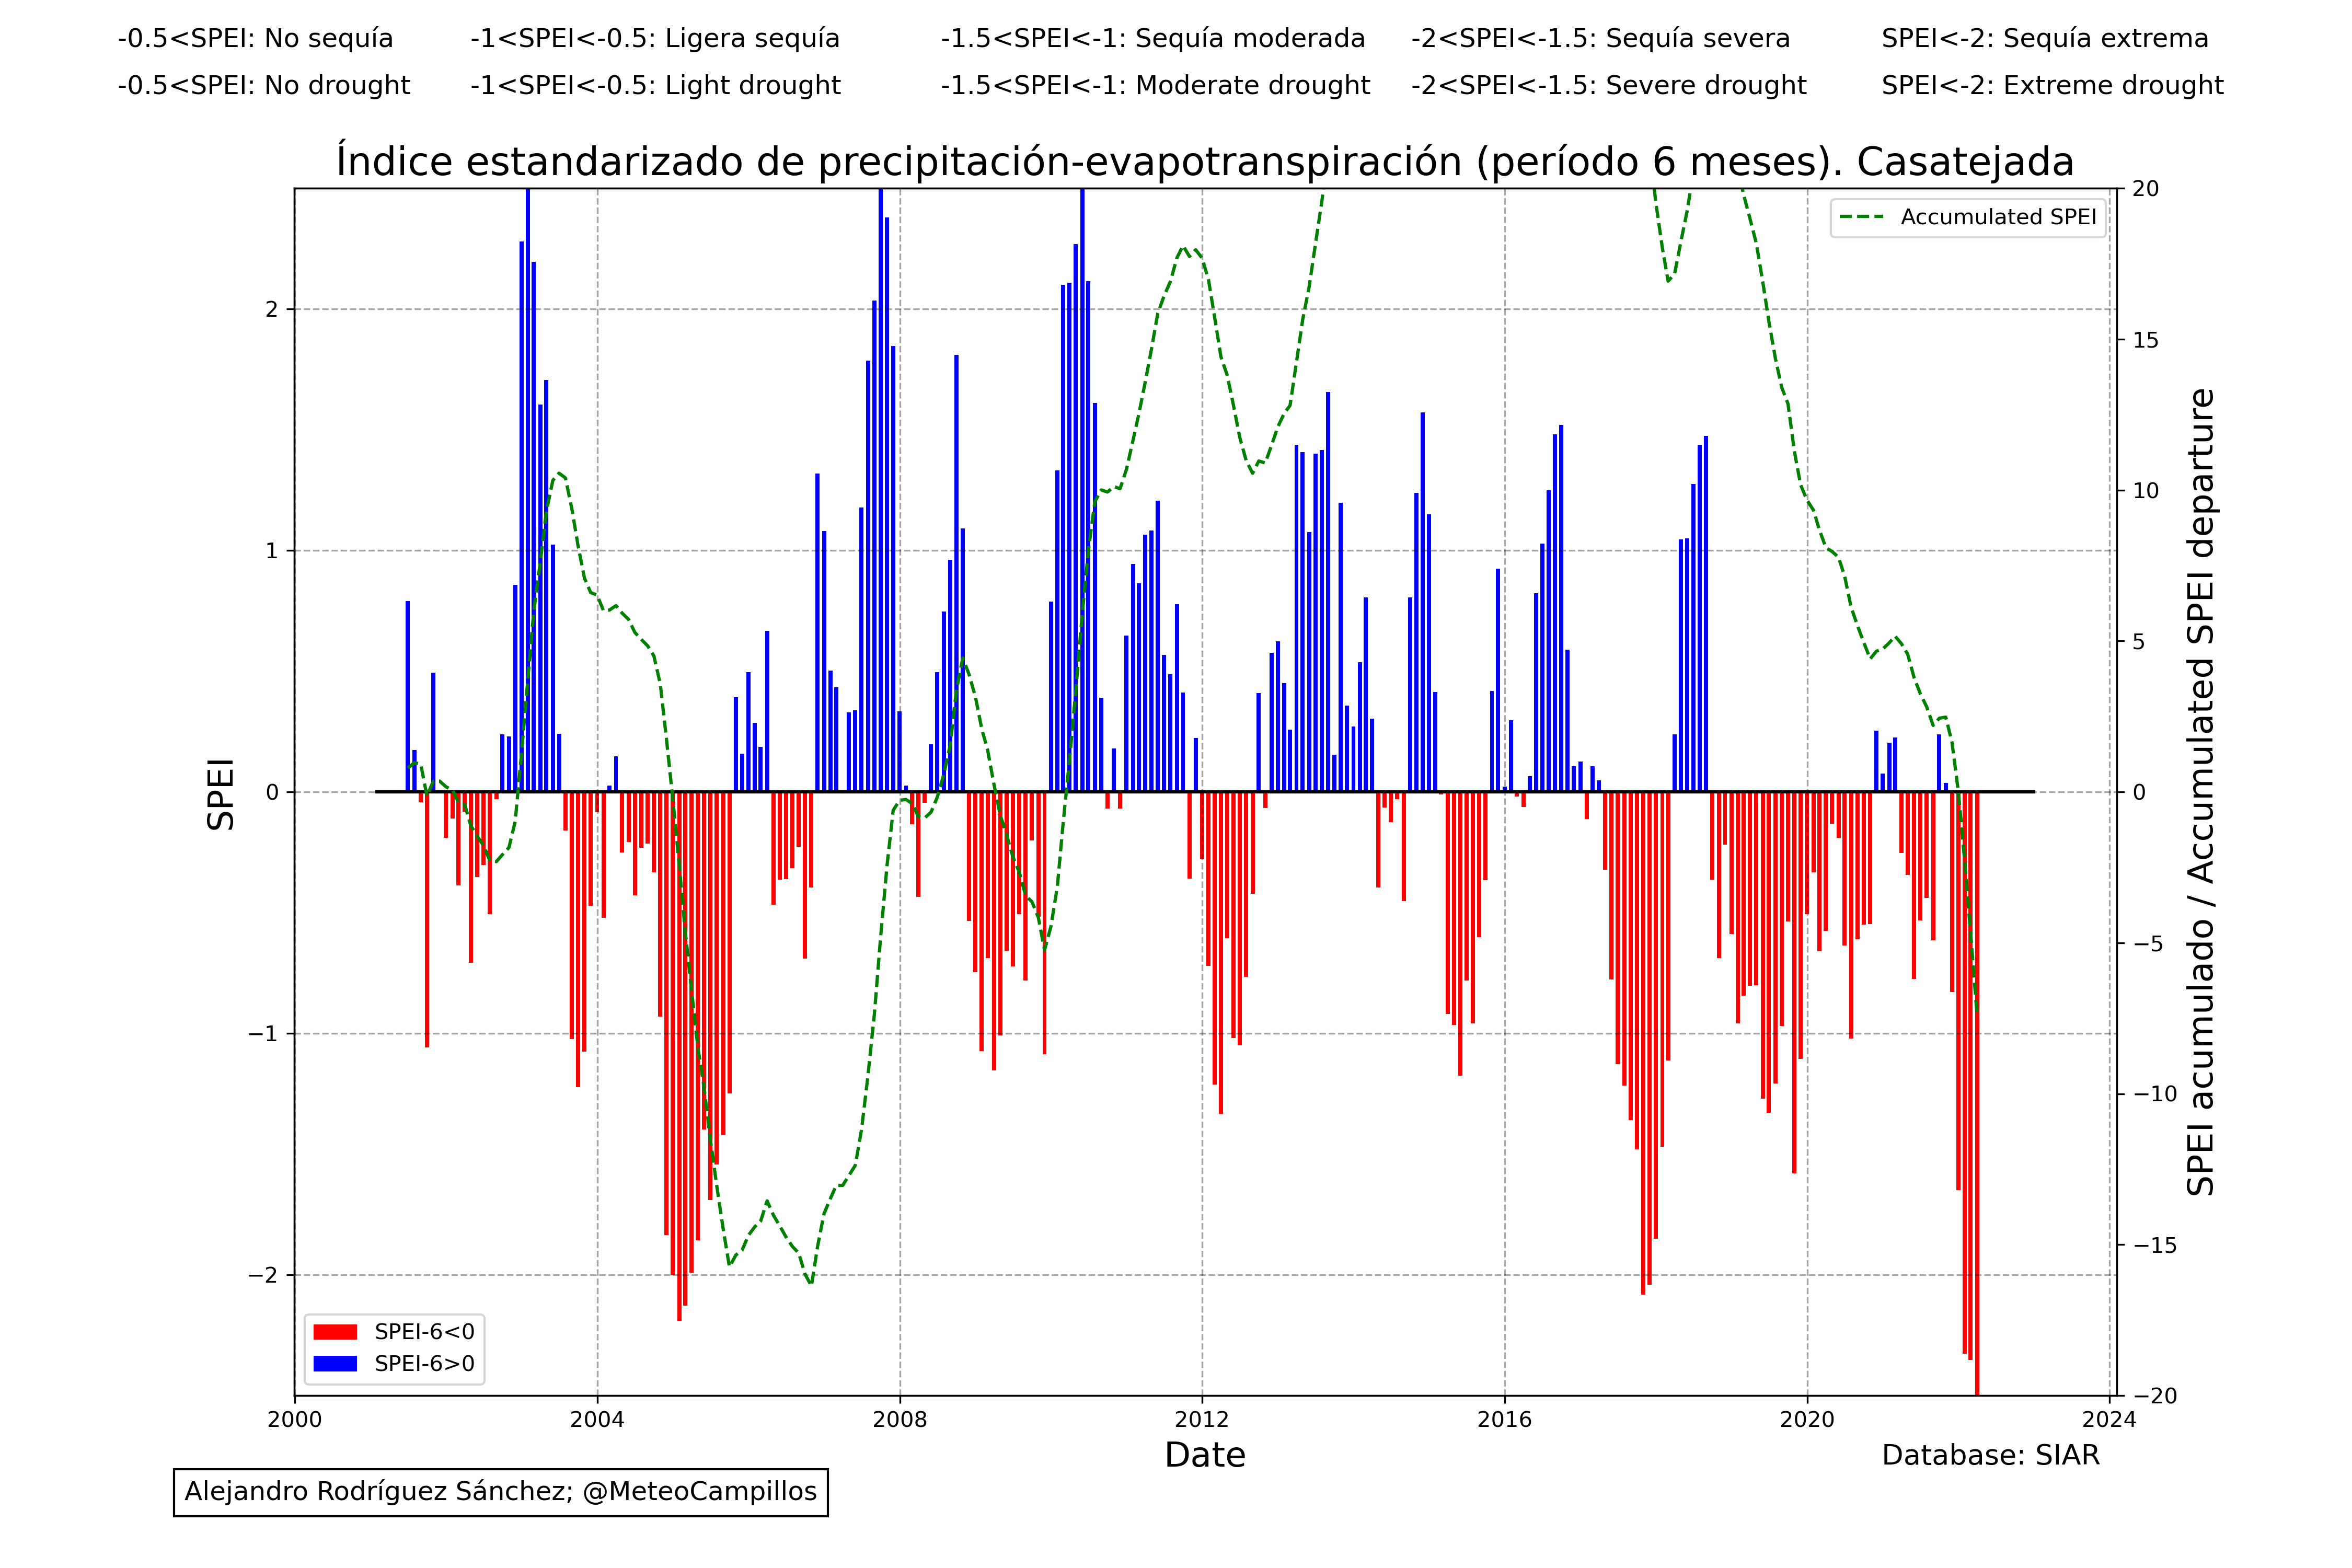 -0.5<SPEI: No sequía -1<SPEI<-0.5: Ligera sequía -1.5<SPEI<-1: Sequía moderada -2<SPEI<-1.5: Sequía severa SPEI<-2: Sequía extrema
-0.5<SPEI: No drought -1<SPEI<-0.5: Light drought -1.5<SPEI<-1: Moderate drought -2<SPEI<-1.5: Severe drought SPEI<-2: Extreme drought
Índice estandarizado de precipitación-evapotranspiración (período 6 meses). Casatejada
SPEI
2
1
0
−1
−2
Accumulated SPEI
20
15
10
5
0
−5
−10
−15
−20
SPEI acumulado / Accumulated SPEI departure
SPEI-6<0
SPEI-6>0
2000 2004 2008 2012 2016 2020 2024
Date
Database: SIAR
Alejandro Rodríguez Sánchez; @MeteoCampillos